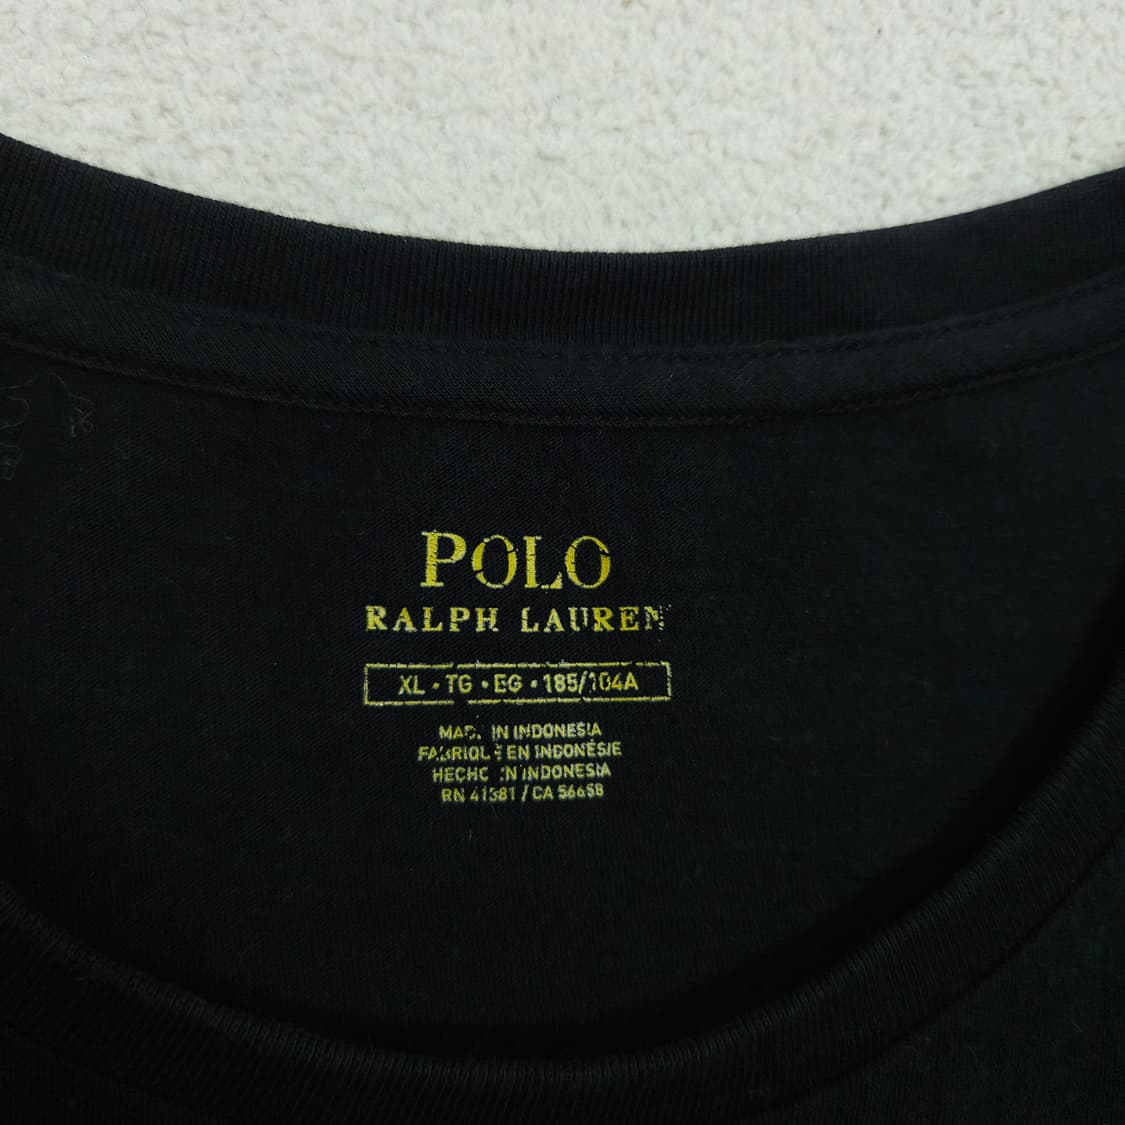 POLO
RALPH LAUREN
XL • TG • EG • 185/104A
MADE IN INDONESIA
FABRIQUÉ EN INDONÉSIE
HECHO EN INDONESIA
RN 41381 / CA 56658